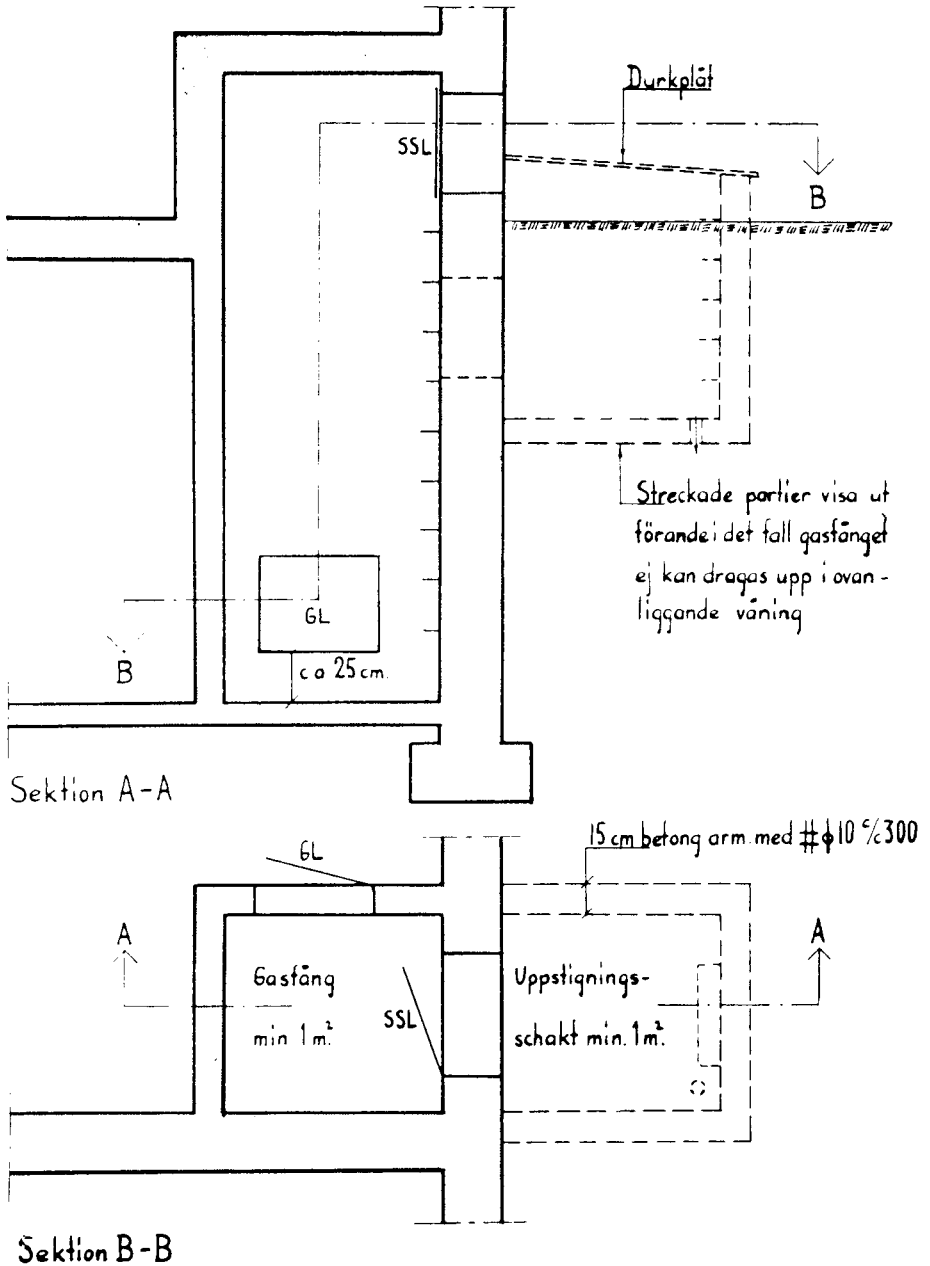 Durkplåt
SSL
B
Streckade partier visa ut
förande i det fall gasfånget
ej kan dragas upp i ovan-
liggande våning
GL
B
ca 25 cm.
Sektion A-A
15 cm betong arm. med # ϕ 10 c/c 300
GL
A
A
Gasfång
min 1 m².
SSL
Uppstignings-
schakt min. 1 m².
Sektion B-B